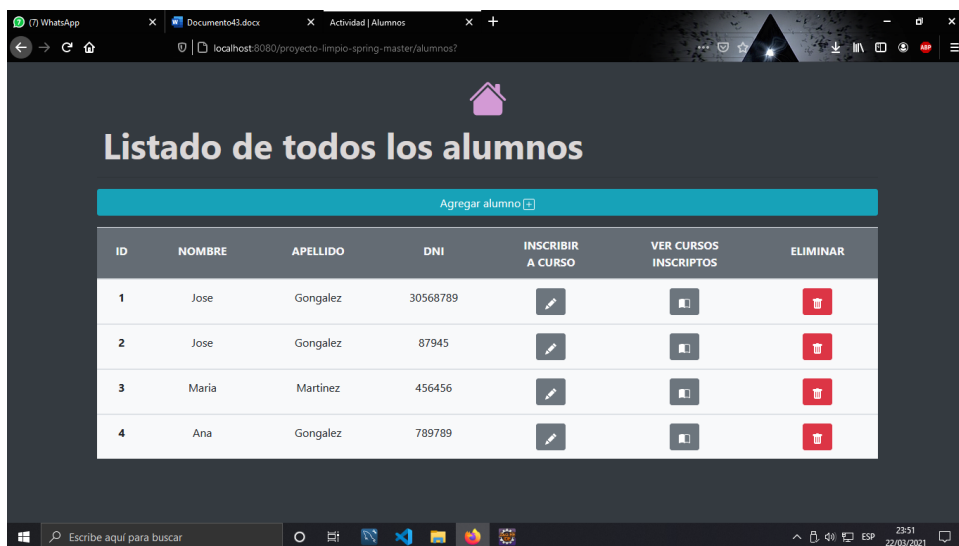 (7) WhatsApp
Documento43.docx
Actividad | Alumnos
localhost:8080/proyecto-limpio-spring-master/alumnos?
ABP
Listado de todos los alumnos
Agregar alumno
ID NOMBRE APELLIDO DNI INSCRIBIR A CURSO VER CURSOS INSCRIPTOS ELIMINAR
1 Jose Gongalez 30568789
2 Jose Gongalez 87945
3 Maria Martinez 456456
4 Ana Gongalez 789789
Escribe aquí para buscar
ESP
23:51
22/03/2021